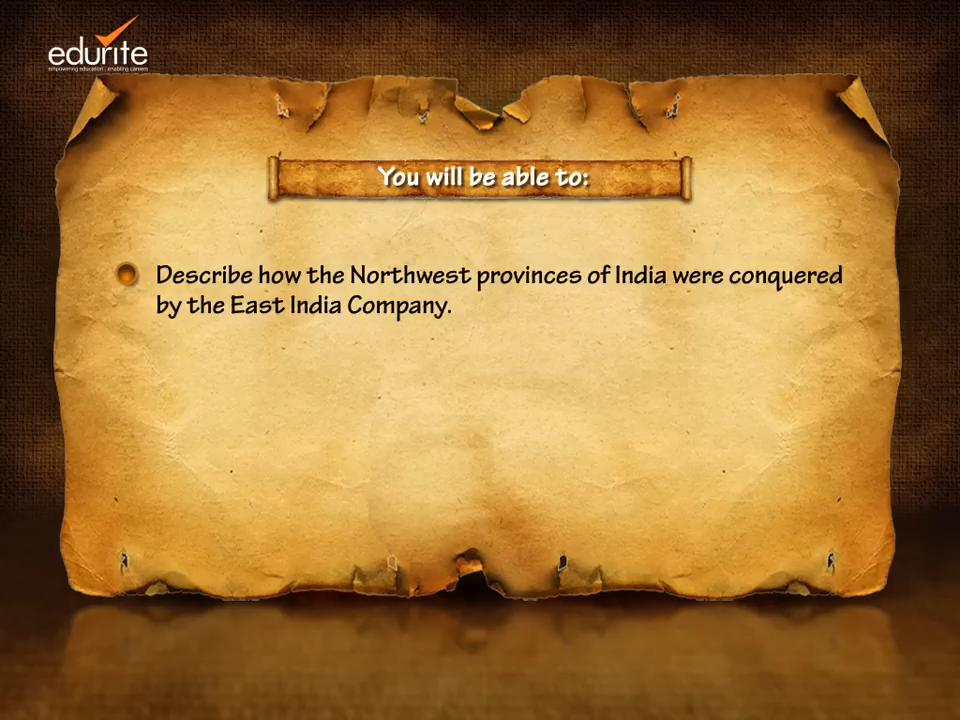 edurite
empowering education . enabling careers
You will be able to:
Describe how the Northwest provinces of India were conquered
by the East India Company.